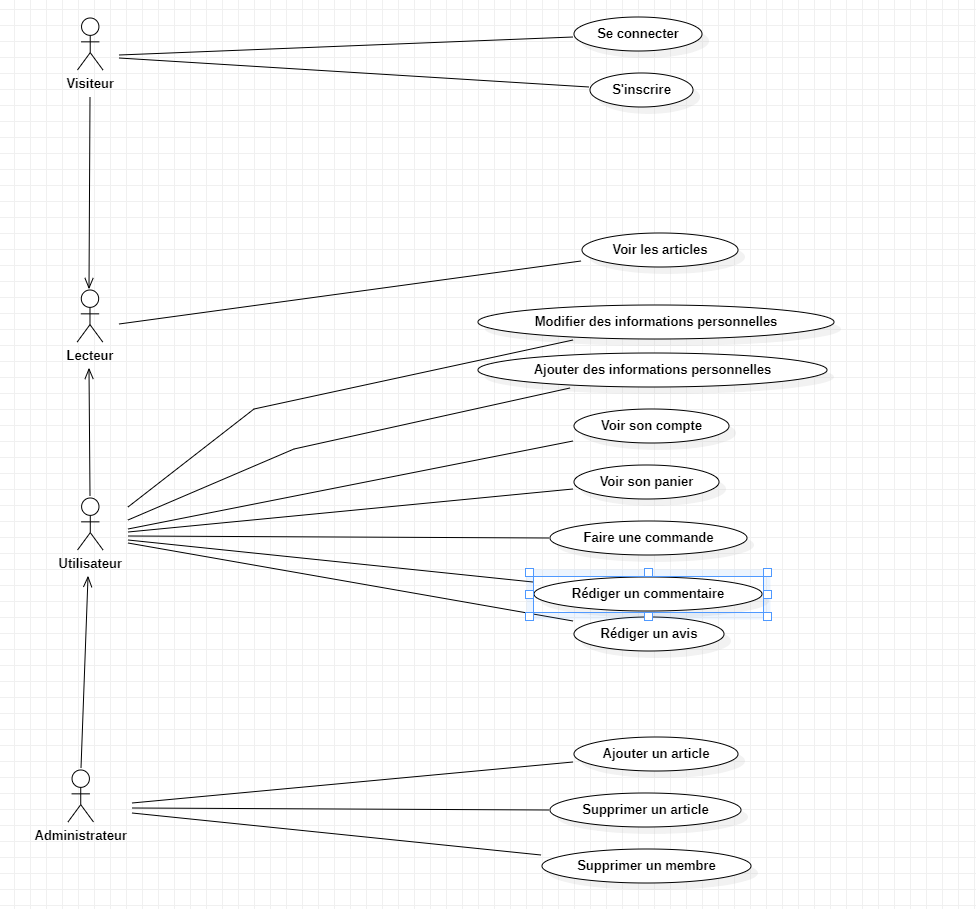 Se connecter
Visiteur
S'inscrire
Voir les articles
Lecteur
Modifier des informations personnelles
Ajouter des informations personnelles
Voir son compte
Voir son panier
Utilisateur
Faire une commande
Rédiger un commentaire
Rédiger un avis
Ajouter un article
Administrateur
Supprimer un article
Supprimer un membre